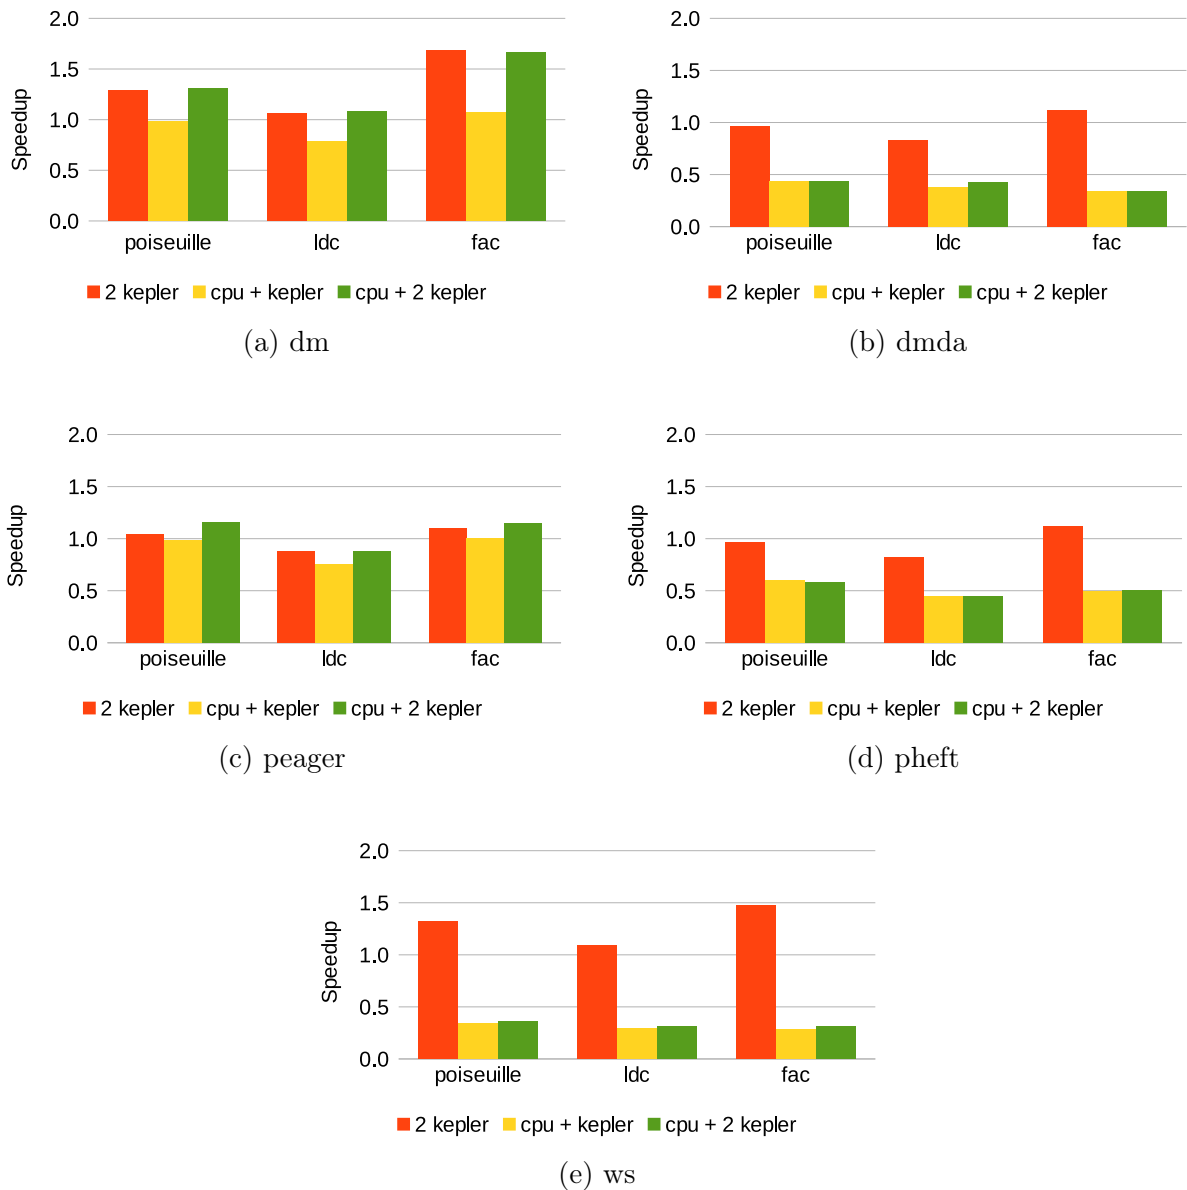 2.0
1.5
1.0
0.5
0.0
Speedup
poiseuille ldc fac
2 kepler cpu + kepler cpu + 2 kepler
(a) dm
2.0
1.5
1.0
0.5
0.0
Speedup
poiseuille ldc fac
2 kepler cpu + kepler cpu + 2 kepler
(b) dmda
2.0
1.5
1.0
0.5
0.0
Speedup
poiseuille ldc fac
2 kepler cpu + kepler cpu + 2 kepler
(c) peager
2.0
1.5
1.0
0.5
0.0
Speedup
poiseuille ldc fac
2 kepler cpu + kepler cpu + 2 kepler
(d) pheft
2.0
1.5
1.0
0.5
0.0
Speedup
poiseuille ldc fac
2 kepler cpu + kepler cpu + 2 kepler
(e) ws